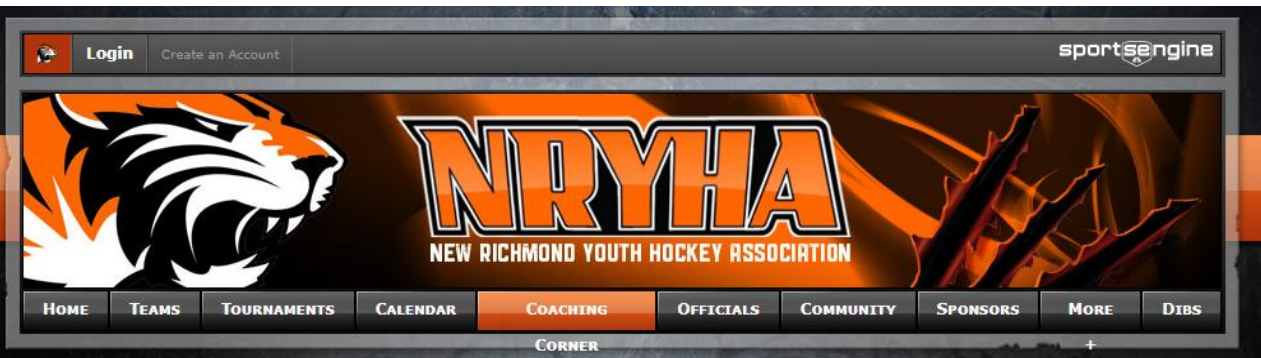 Login Create an Account sportsengine
NRYHA
NEW RICHMOND YOUTH HOCKEY ASSOCIATION
HOME TEAMS TOURNAMENTS CALENDAR COACHING OFFICIALS COMMUNITY SPONSORS MORE DIBS
CORNER +